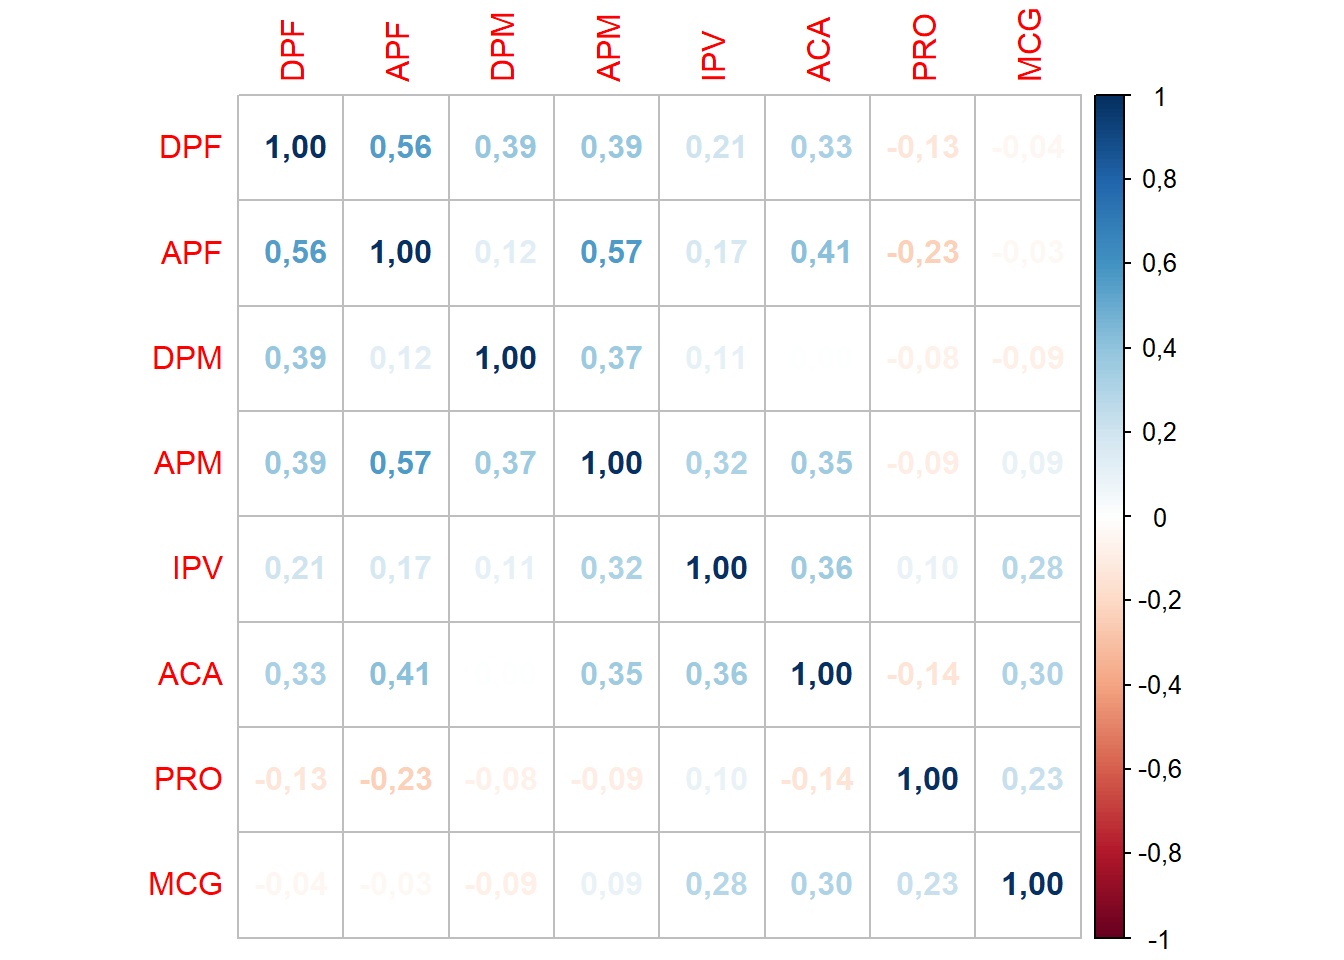 DPF APF DPM APM IPV ACA PRO MCG
1
DPF 1,00 0,56 0,39 0,39 0,21 0,33 -0,13 -0,04
0,8
APF 0,56 1,00 0,12 0,57 0,17 0,41 -0,23 -0,03
0,6
DPM 0,39 0,12 1,00 0,37 0,11 -0,08 -0,09
0,4
0,2
APM 0,39 0,57 0,37 1,00 0,32 0,35 -0,09 0,09
0
IPV 0,21 0,17 0,11 0,32 1,00 0,36 0,10 0,28
-0,2
ACA 0,33 0,41 0,35 0,36 1,00 -0,14 0,30
-0,4
-0,6
PRO -0,13 -0,23 -0,08 -0,09 0,10 -0,14 1,00 0,23
-0,8
MCG -0,04 -0,03 -0,09 0,09 0,28 0,30 0,23 1,00
-1